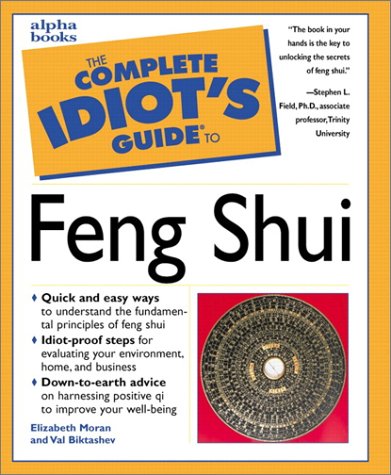 alpha
books
THE
COMPLETE
IDIOT'S
GUIDE® TO
"The book in your
hands is the key to
unlocking the secrets
of feng shui."
—Stephen L.
Field, Ph.D., associate
professor, Trinity
University
Feng Shui
♦ Quick and easy ways
to understand the fundamen-
tal principles of feng shui
♦ Idiot-proof steps for
evaluating your environment,
home, and business
♦ Down-to-earth advice
on harnessing positive qi
to improve your well-being
Elizabeth Moran
and Val Biktashev